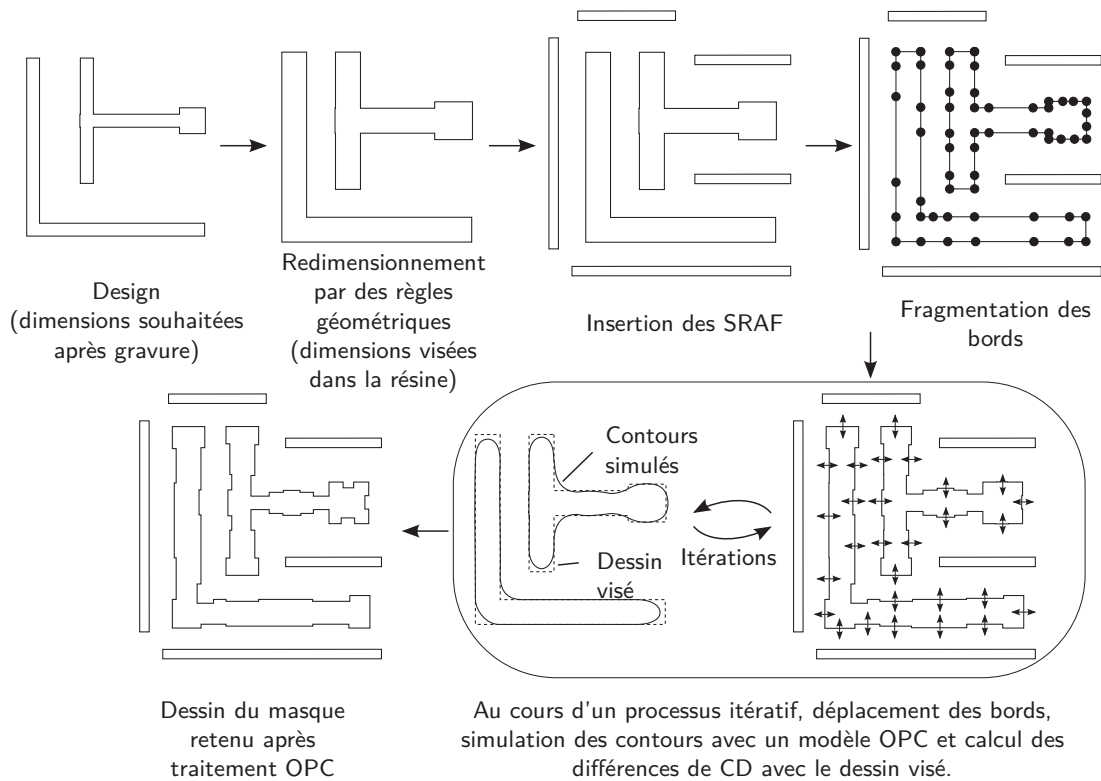 Design
(dimensions souhaitées
après gravure)
Redimensionnement
par des règles
géométriques
(dimensions visées
dans la résine)
Insertion des SRAF
Fragmentation des
bords
Contours
simulés
Dessin
visé
Itérations
Dessin du masque
retenu après
traitement OPC
Au cours d'un processus itératif, déplacement des bords,
simulation des contours avec un modèle OPC et calcul des
différences de CD avec le dessin visé.